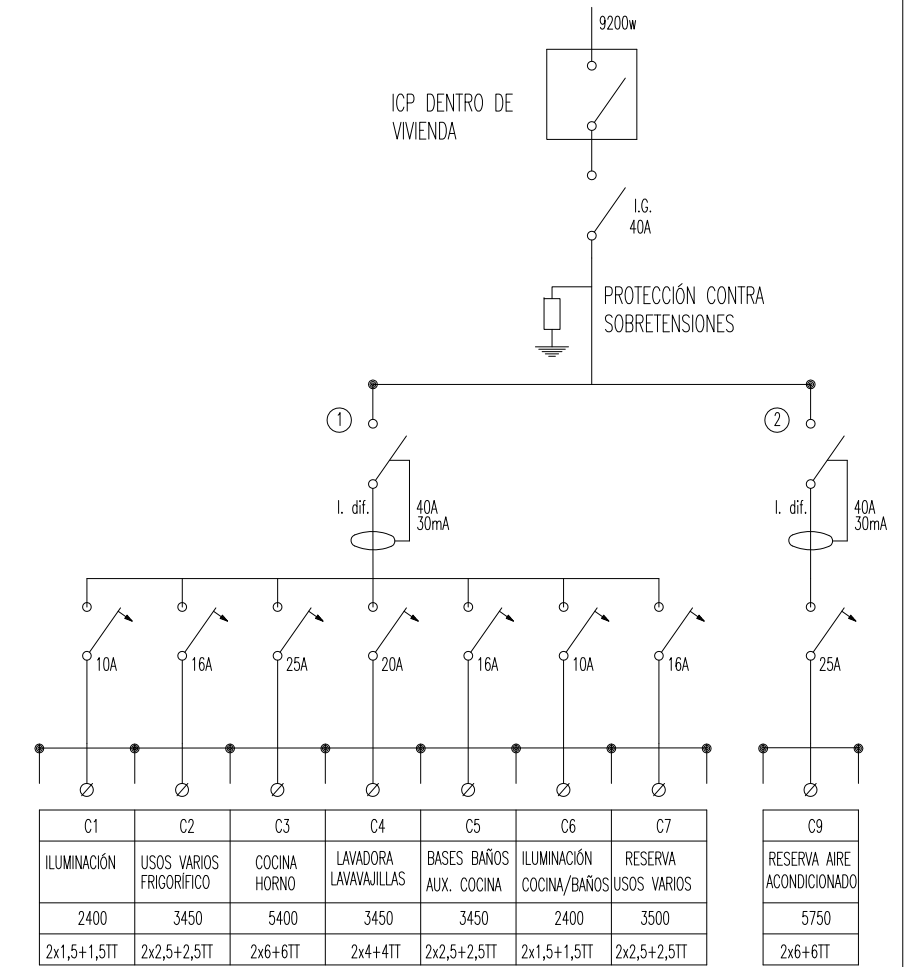 9200w
ICP DENTRO DE
VIVIENDA
I.G.
40A
PROTECCIÓN CONTRA
SOBRETENSIONES
1
2
I. dif.
40A
30mA
I. dif.
40A
30mA
10A
16A
25A
20A
16A
10A
16A
25A
C1
C2
C3
C4
C5
C6
C7
C9
ILUMINACIÓN
USOS VARIOS
FRIGORÍFICO
COCINA
HORNO
LAVADORA
LAVAVAJILLAS
BASES BAÑOS
AUX. COCINA
ILUMINACIÓN
COCINA/BAÑOS
RESERVA
USOS VARIOS
RESERVA AIRE
ACONDICIONADO
2400
3450
5400
3450
3450
2400
3500
5750
2x1,5+1,5TT
2x2,5+2,5TT
2x6+6TT
2x4+4TT
2x2,5+2,5TT
2x1,5+1,5TT
2x2,5+2,5TT
2x6+6TT